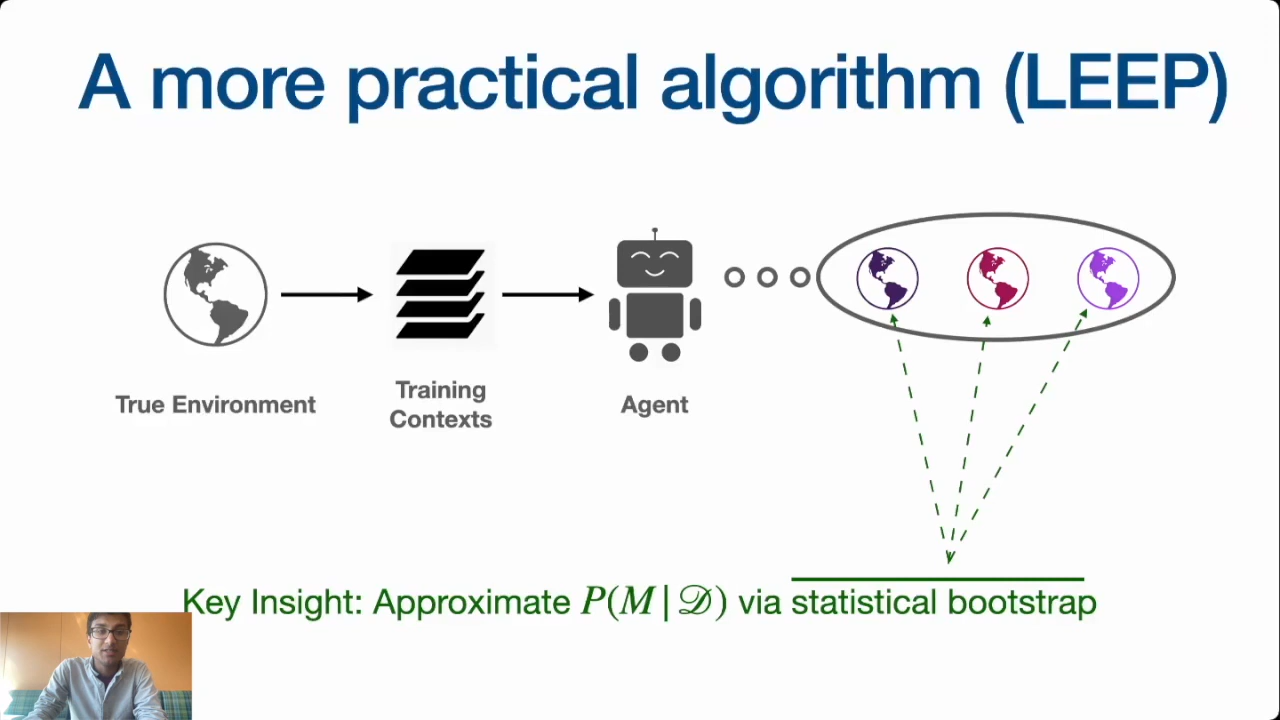 A more practical algorithm (LEEP)
True Environment
Training
Contexts
Agent
Key Insight: Approximate P(M | 𝒟) via statistical bootstrap